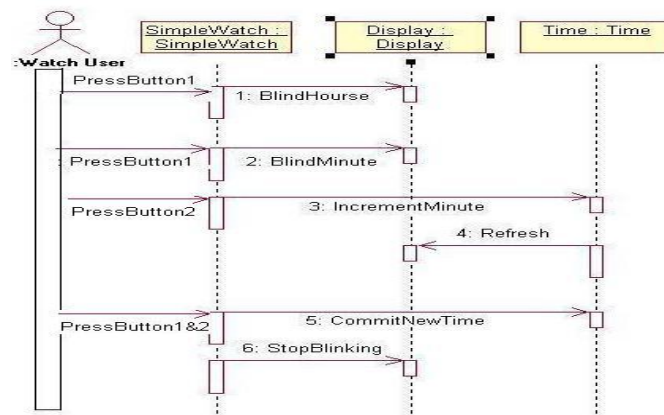 SimpleWatch :
SimpleWatch
Display :
Display
Time : Time
:Watch User
PressButton1
1: BlindHourse
: PressButton1
2: BlindMinute
PressButton2
3: IncrementMinute
4: Refresh
PressButton1&2
5: CommitNewTime
6: StopBlinking